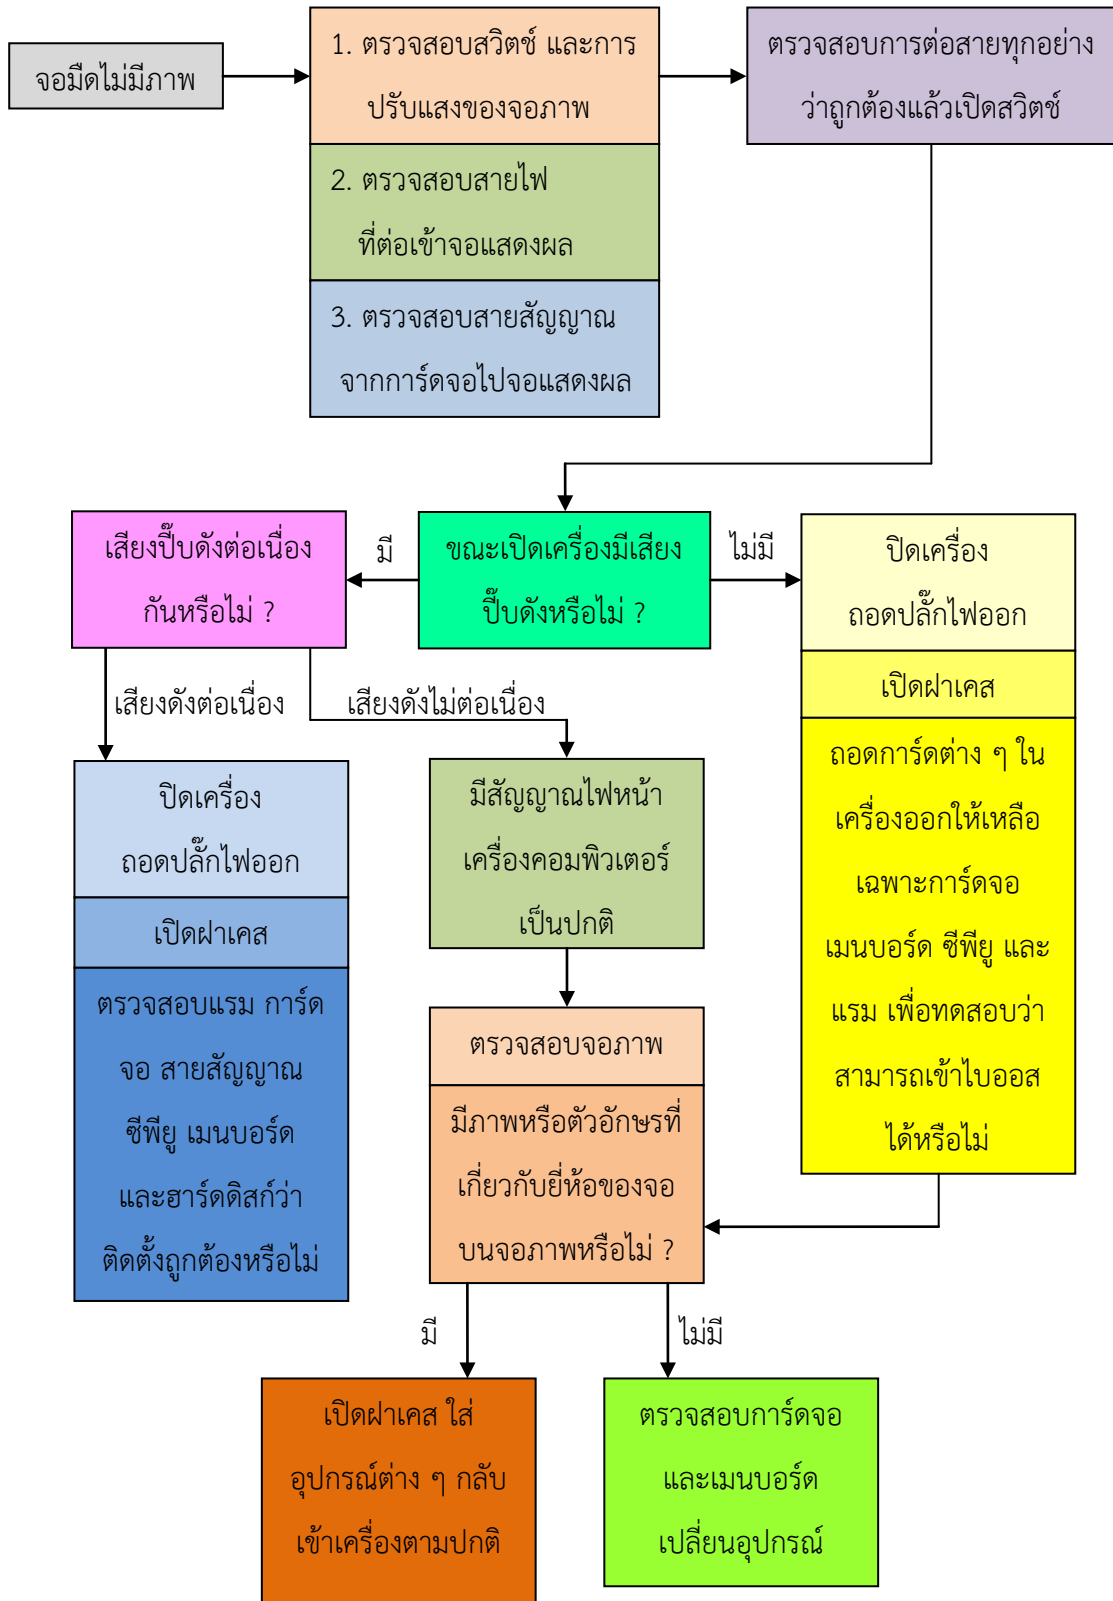 จอมืดไม่มีภาพ
1. ตรวจสอบสวิตช์ และการ
ปรับแสงของจอภาพ
2. ตรวจสอบสายไฟ
ที่ต่อเข้าจอแสดงผล
3. ตรวจสอบสายสัญญาณ
จากการ์ดจอไปจอแสดงผล
ตรวจสอบการต่อสายทุกอย่าง
ว่าถูกต้องแล้วเปิดสวิตช์
ขณะเปิดเครื่องมีเสียง
ปี๊บดังหรือไม่ ?
มี
ไม่มี
เสียงปี๊บดังต่อเนื่อง
กันหรือไม่ ?
เสียงดังต่อเนื่อง
เสียงดังไม่ต่อเนื่อง
ปิดเครื่อง
ถอดปลั๊กไฟออก
เปิดฝาเคส
ตรวจสอบแรม การ์ด
จอ สายสัญญาณ
ซีพียู เมนบอร์ด
และฮาร์ดดิสก์ว่า
ติดตั้งถูกต้องหรือไม่
มีสัญญาณไฟหน้า
เครื่องคอมพิวเตอร์
เป็นปกติ
ปิดเครื่อง
ถอดปลั๊กไฟออก
เปิดฝาเคส
ถอดการ์ดต่าง ๆ ใน
เครื่องออกให้เหลือ
เฉพาะการ์ดจอ
เมนบอร์ด ซีพียู และ
แรม เพื่อทดสอบว่า
สามารถเข้าไบออส
ได้หรือไม่
ตรวจสอบจอภาพ
มีภาพหรือตัวอักษรที่
เกี่ยวกับยี่ห้อของจอ
บนจอภาพหรือไม่ ?
มี
ไม่มี
เปิดฝาเคส ใส่
อุปกรณ์ต่าง ๆ กลับ
เข้าเครื่องตามปกติ
ตรวจสอบการ์ดจอ
และเมนบอร์ด
เปลี่ยนอุปกรณ์